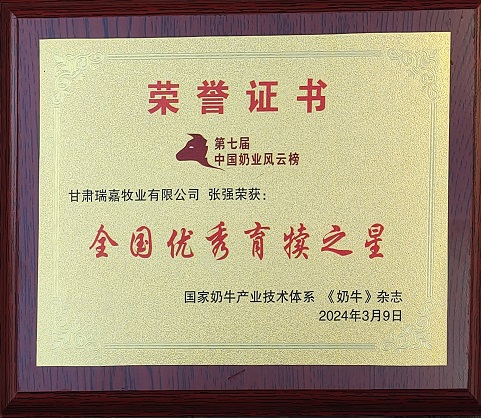 荣誉证书
第七届
中国奶业风云榜
甘肃瑞嘉牧业有限公司 张强荣获：
全国优秀育犊之星
国家奶牛产业技术体系 《奶牛》杂志
2024年3月9日